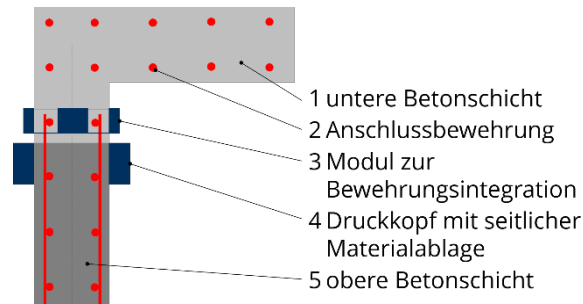 1 untere Betonschicht
2 Anschlussbewehrung
3 Modul zur
Bewehrungsintegration
4 Druckkopf mit seitlicher
Materialablage
5 obere Betonschicht